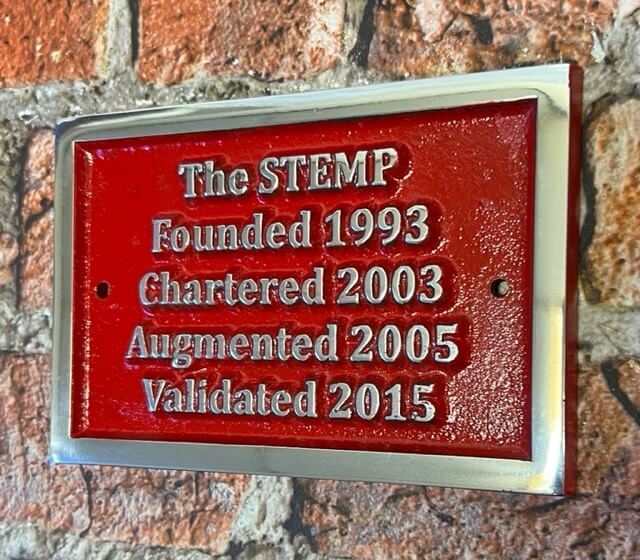 The STEMP
Founded 1993
Chartered 2003
Augmented 2005
Validated 2015